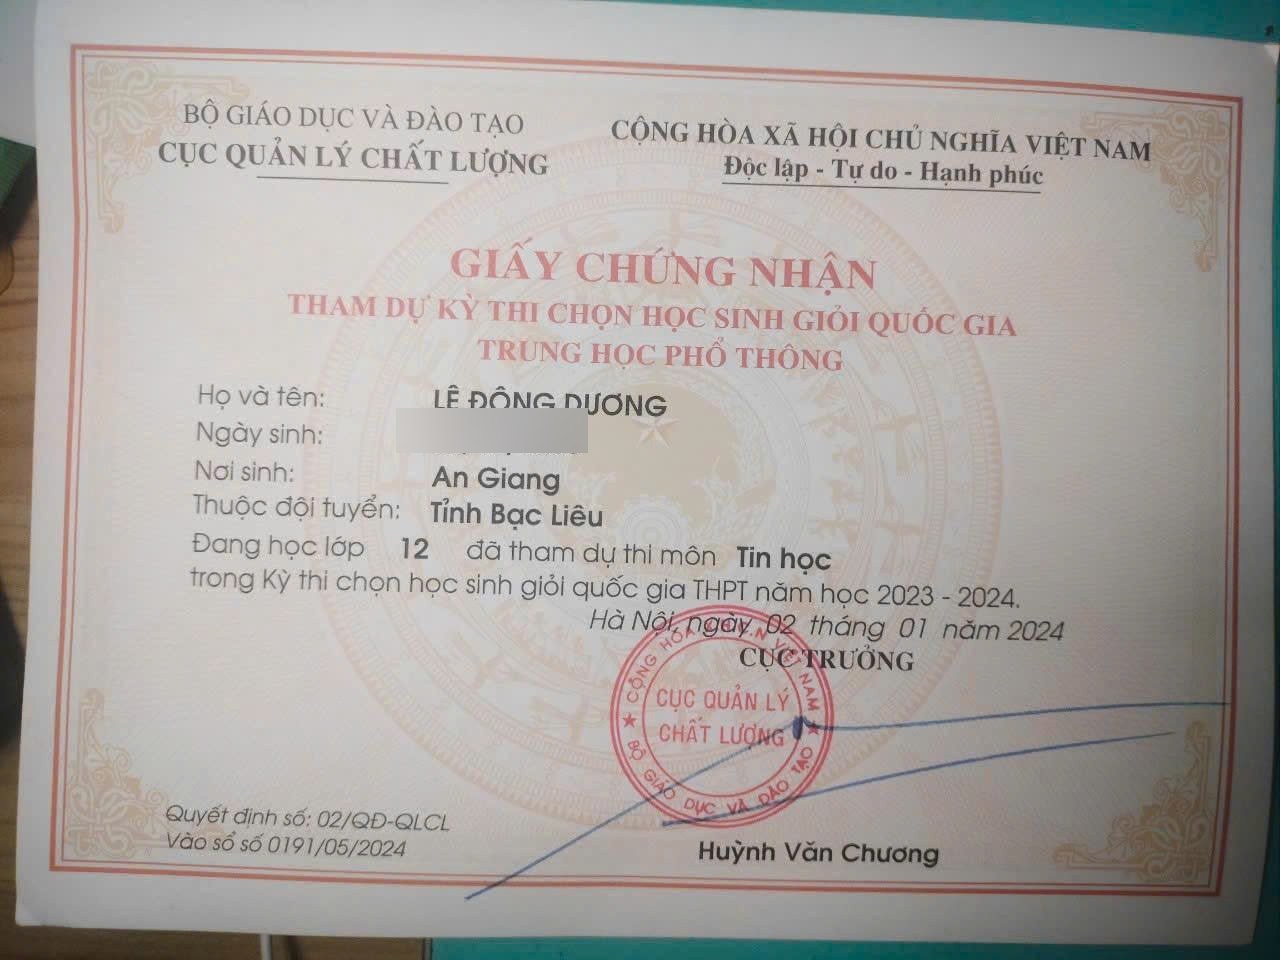 BỘ GIÁO DỤC VÀ ĐÀO TẠO
CỤC QUẢN LÝ CHẤT LƯỢNG
CỘNG HÒA XÃ HỘI CHỦ NGHĨA VIỆT NAM
Độc lập - Tự do - Hạnh phúc
GIẤY CHỨNG NHẬN
THAM DỰ KỲ THI CHỌN HỌC SINH GIỎI QUỐC GIA
TRUNG HỌC PHỔ THÔNG
Họ và tên: LÊ ĐÔNG DƯƠNG
Ngày sinh:
Nơi sinh: An Giang
Thuộc đội tuyển: Tỉnh Bạc Liêu
Đang học lớp 12 đã tham dự thi môn Tin học
trong Kỳ thi chọn học sinh giỏi quốc gia THPT năm học 2023 - 2024.
Hà Nội, ngày 02 tháng 01 năm 2024
CỤC TRƯỞNG
CỤC QUẢN LÝ
CHẤT LƯỢNG
BỘ GIÁO DỤC VÀ ĐÀO TẠO
Quyết định số: 02/QĐ-QLCL
Vào sổ số 0191/05/2024
Huỳnh Văn Chương